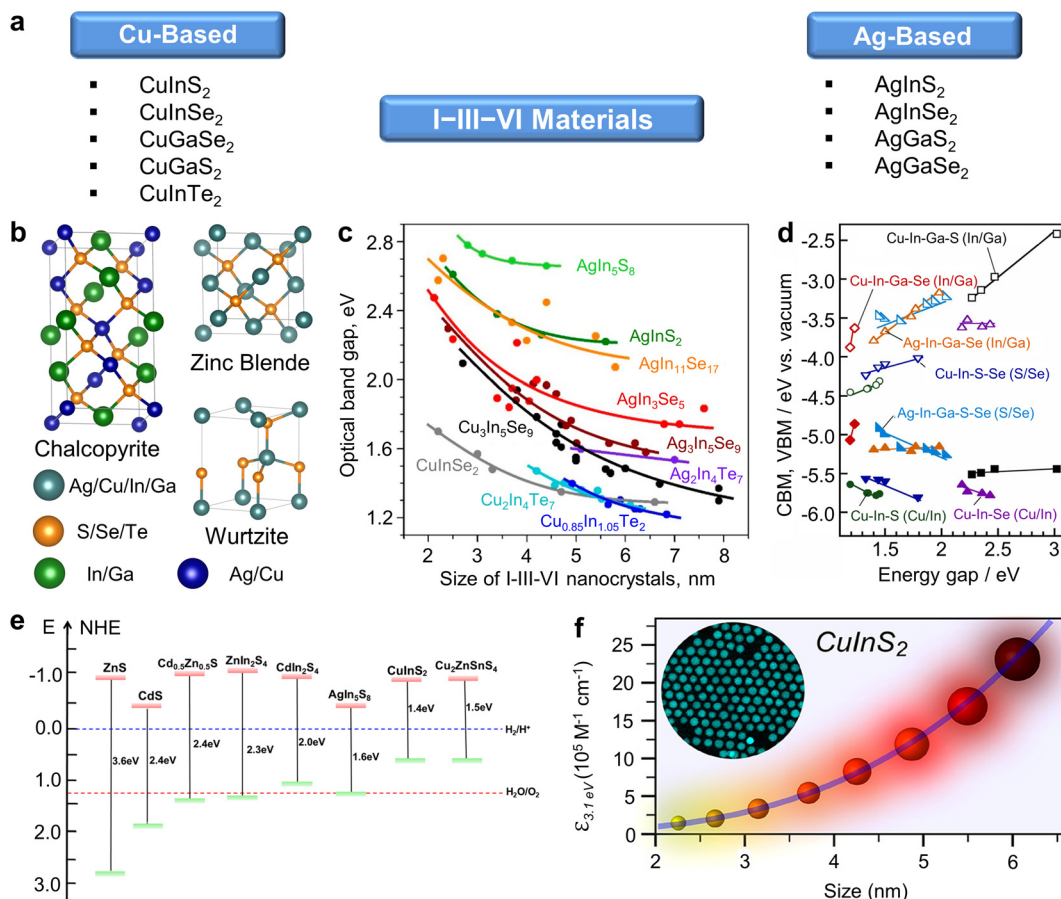 a
Cu-Based
CuInS2
CuInSe2
CuGaSe2
CuGaS2
CuInTe2
I−III−VI Materials
Ag-Based
AgInS2
AgInSe2
AgGaS2
AgGaSe2
b
Chalcopyrite
Zinc Blende
Wurtzite
Ag/Cu/In/Ga
S/Se/Te
In/Ga
Ag/Cu
c
Optical band gap, eV
2.8
2.4
2.0
1.6
1.2
AgIn5S8
AgInS2
AgIn11Se17
AgIn3Se5
Cu3In5Se9
Ag3In5Se9
CuInSe2
Ag2In4Te7
Cu2In4Te7
Cu0.85In1.05Te2
2 3 4 5 6 7 8
Size of I-III-VI nanocrystals, nm
d
CBM, VBM / eV vs. vacuum
-2.5
-3.0
-3.5
-4.0
-4.5
-5.0
-5.5
-6.0
Cu-In-Ga-S (In/Ga)
Cu-In-Ga-Se (In/Ga)
Ag-In-Ga-Se (In/Ga)
Cu-In-S-Se (S/Se)
Ag-In-Ga-S-Se (S/Se)
Cu-In-S (Cu/In)
Cu-In-Se (Cu/In)
1.5 2.0 2.5 3.0
Energy gap / eV
e
E NHE
-1.0
0.0
1.0
2.0
3.0
ZnS
CdS
Cd0.5Zn0.5S
ZnIn2S4
CdIn2S4
AgIn5S8
CuInS2
Cu2ZnSnS4
3.6eV
2.4eV
2.4eV
2.3eV
2.0eV
1.6eV
1.4eV
1.5eV
H2/H+
H2O/O2
f
CuInS2
ε3.1 eV (10^5 M-1 cm-1)
25
20
15
10
5
0
2 3 4 5 6
Size (nm)